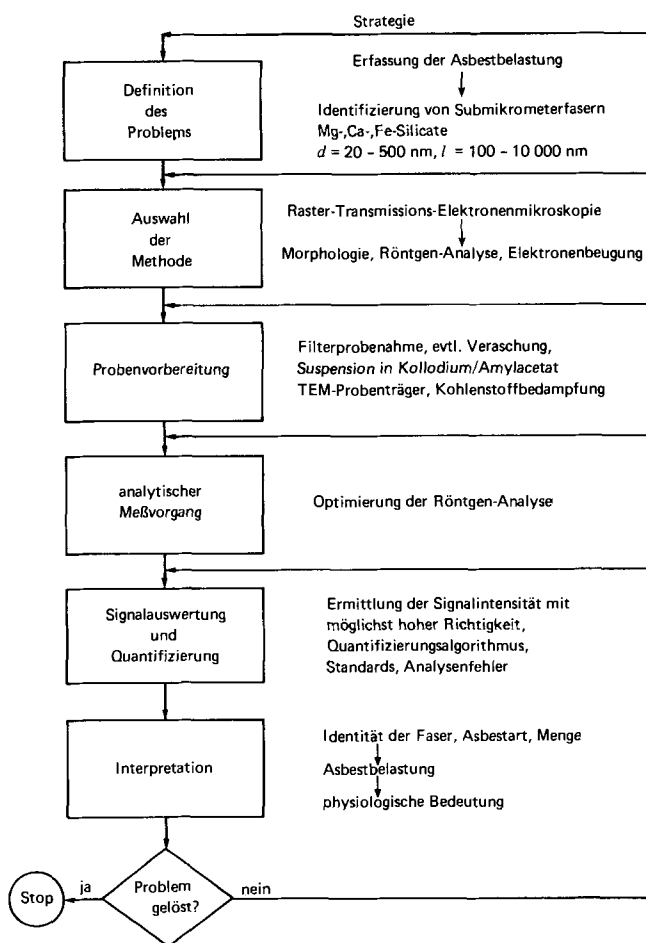 Strategie
Definition
des
Problems
Erfassung der Asbestbelastung
Identifizierung von Submikrometerfasern
Mg-,Ca-,Fe-Silicate
d = 20 – 500 nm, l = 100 – 10 000 nm
Auswahl
der
Methode
Raster-Transmissions-Elektronenmikroskopie
Morphologie, Röntgen-Analyse, Elektronenbeugung
Probenvorbereitung
Filterprobenahme, evtl. Veraschung,
Suspension in Kollodium/Amylacetat
TEM-Probenträger, Kohlenstoffbedampfung
analytischer
Meßvorgang
Optimierung der Röntgen-Analyse
Signalauswertung
und
Quantifizierung
Ermittlung der Signalintensität mit
möglichst hoher Richtigkeit,
Quantifizierungsalgorithmus,
Standards, Analysenfehler
Interpretation
Identität der Faser, Asbestart, Menge
Asbestbelastung
physiologische Bedeutung
Stop
ja
Problem
gelöst?
nein